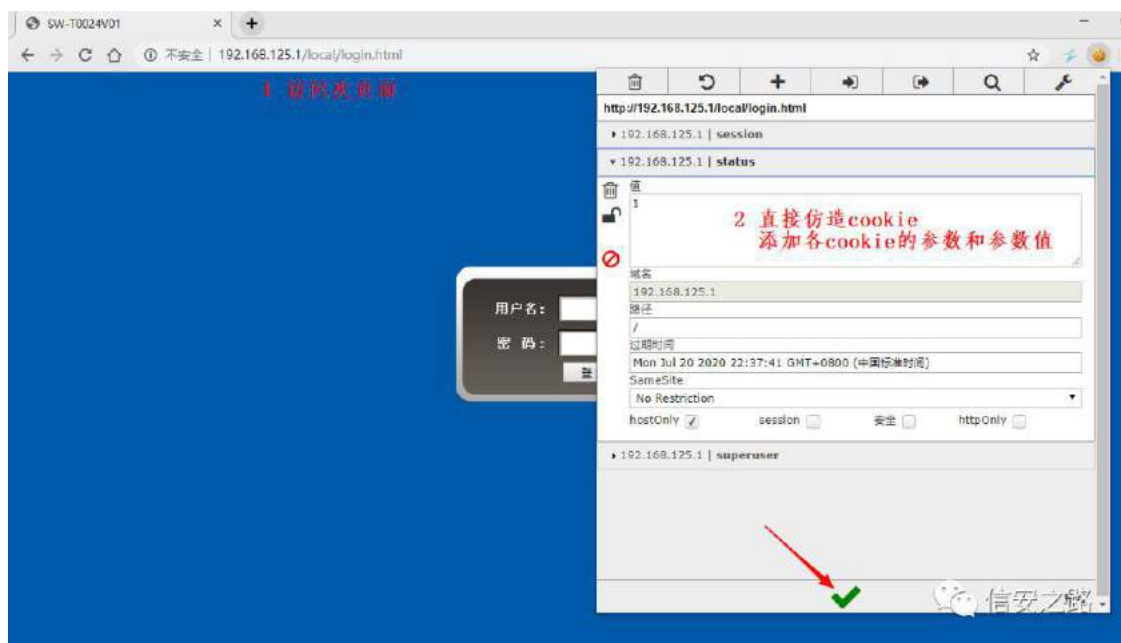 SW-T0024V01
不安全 | 192.168.125.1/local/login.html
1 访问次页面
http://192.168.125.1/local/login.html
192.168.125.1 | session
192.168.125.1 | status
值
1
2 直接仿造cookie
添加各cookie的参数和参数值
域名
192.168.125.1
路径
/
过期时间
Mon Jul 20 2020 22:37:41 GMT+0800 (中国标准时间)
SameSite
No Restriction
hostOnly session 安全 httpOnly
用户名：
密 码：
登
192.168.125.1 | superuser
信安之路